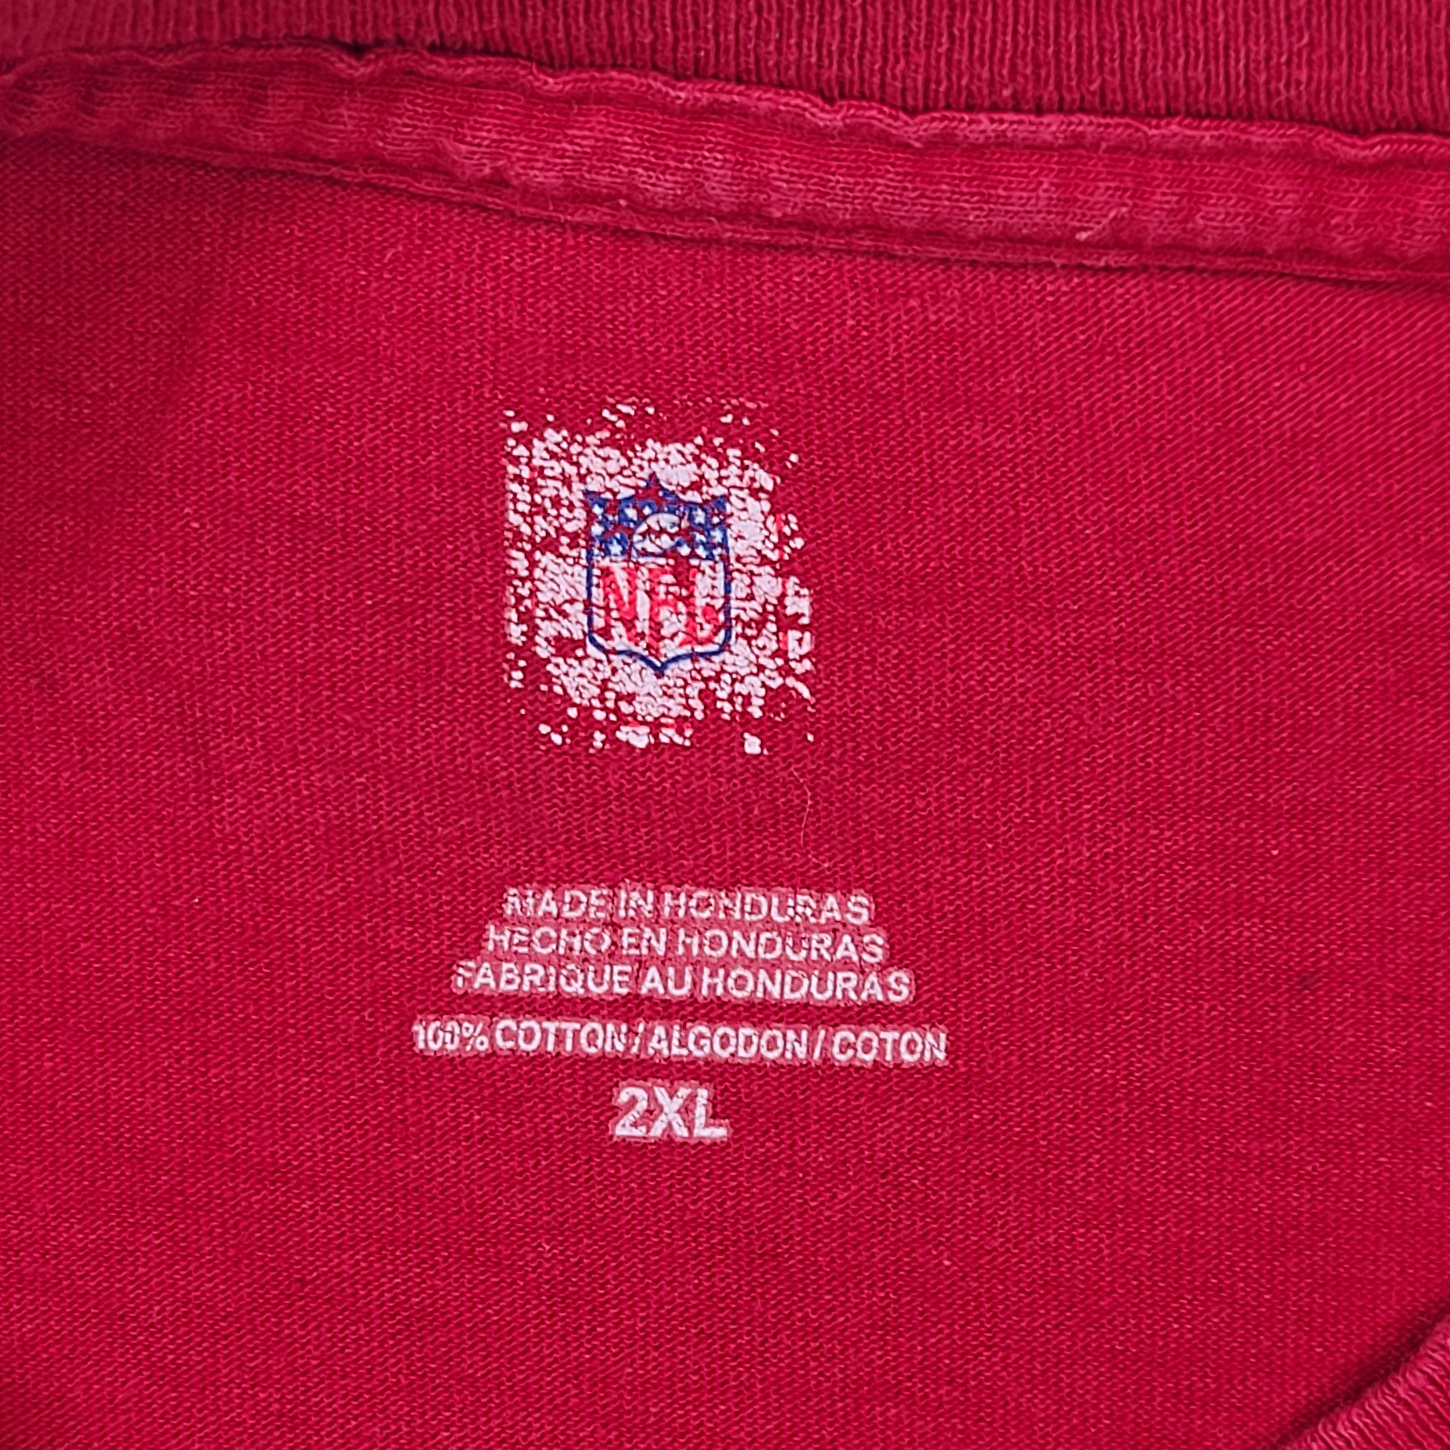 NFL
MADE IN HONDURAS
HECHO EN HONDURAS
FABRIQUE AU HONDURAS
100% COTTON / ALGODON / COTON
2XL